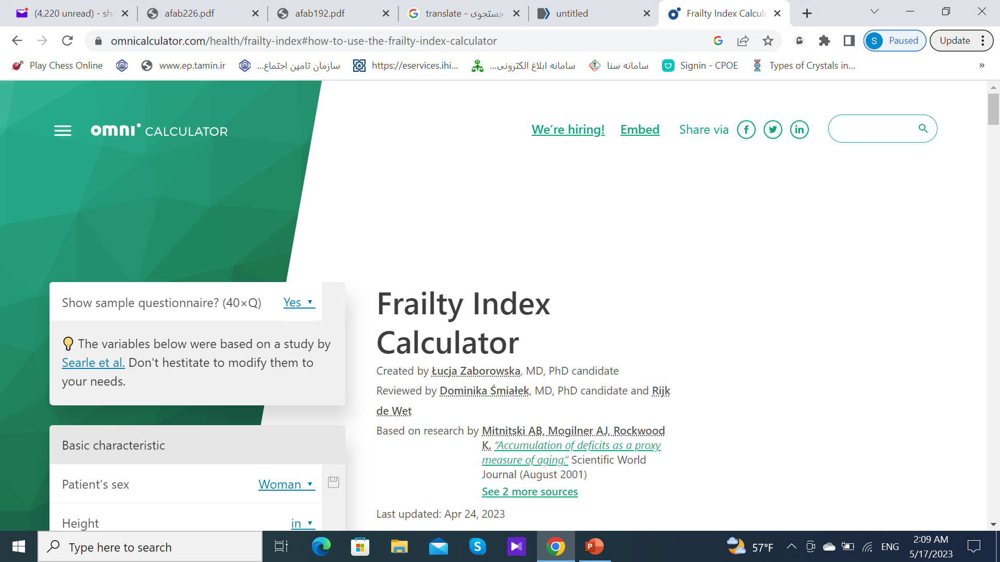 (4,220 unread) - sha
afab226.pdf
afab192.pdf
translate - جستجوی
untitled
Frailty Index Calcula
omnicalculator.com/health/frailty-index#how-to-use-the-frailty-index-calculator
S
Paused
Update
Play Chess Online
www.ep.tamin.ir
سازمان تامین اجتماع...
https://eservices.ihi...
سامانه ابلاغ الکترونی...
سامانه سنا
Signin - CPOE
Types of Crystals in...
»
omni CALCULATOR
We're hiring!
Embed
Share via
Show sample questionnaire? (40×Q)
Yes
The variables below were based on a study by
Searle et al. Don't hestitate to modify them to
your needs.
Basic characteristic
Patient's sex
Woman
Height
in
Frailty Index
Calculator
Created by Łucja Zaborowska, MD, PhD candidate
Reviewed by Dominika Śmiałek, MD, PhD candidate and Rijk
de Wet
Based on research by Mitnitski AB, Mogilner AJ, Rockwood
K. “Accumulation of deficits as a proxy
measure of aging.“ Scientific World
Journal (August 2001)
See 2 more sources
Last updated: Apr 24, 2023
Type here to search
57°F
ENG
2:09 AM
5/17/2023